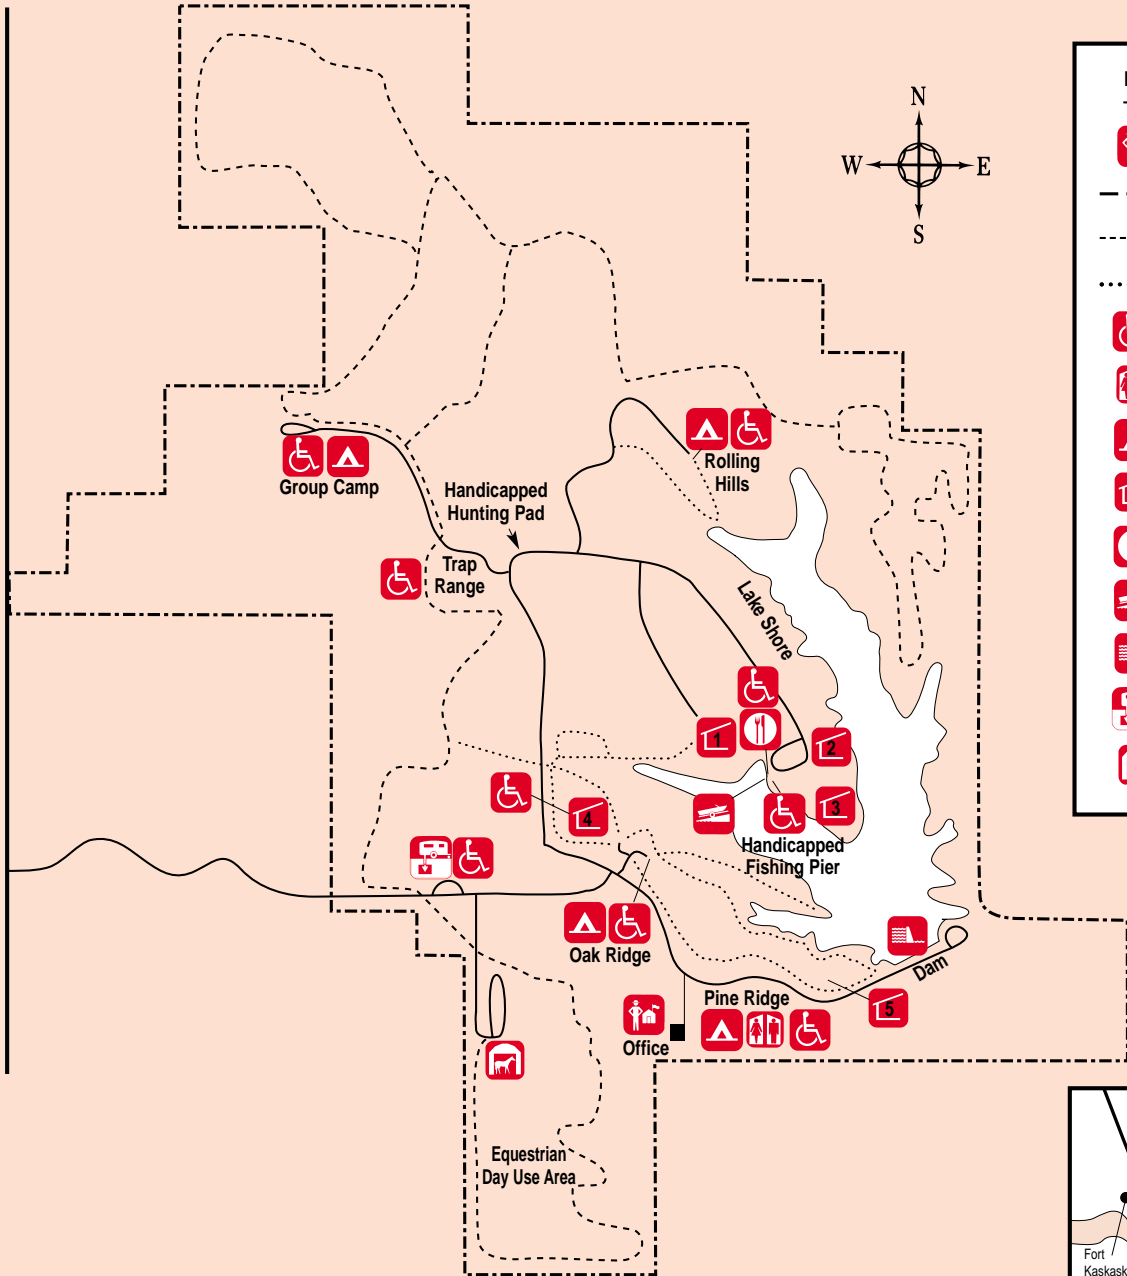 N
W
E
S
Rolling
Hills
Group Camp
Handicapped
Hunting Pad
Trap
Range
Lake Shore
1
2
3
4
Handicapped
Fishing Pier
Oak Ridge
Dam
Pine Ridge
5
Office
Equestrian
Day Use Area
Fort
Kaskask